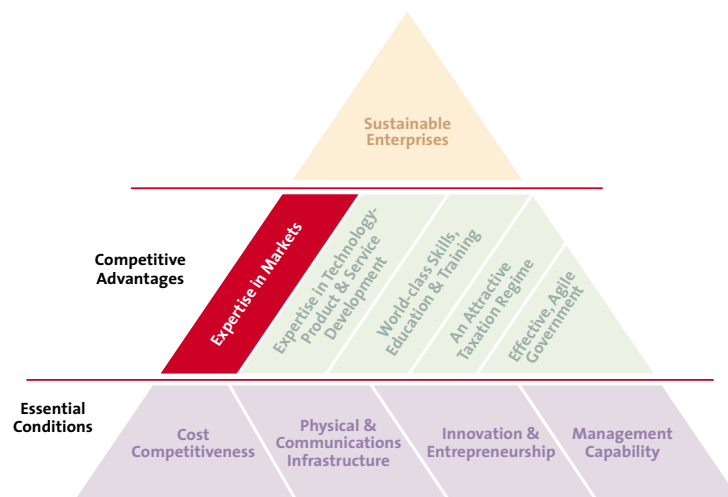 Sustainable
Enterprises
Competitive
Advantages
Expertise in Markets
Expertise in Technology-
Product & Service
Development
World-class Skills,
Education & Training
An Attractive
Taxation Regime
Effective, Agile
Government
Essential
Conditions
Cost
Competitiveness
Physical &
Communications
Infrastructure
Innovation &
Entrepreneurship
Management
Capability